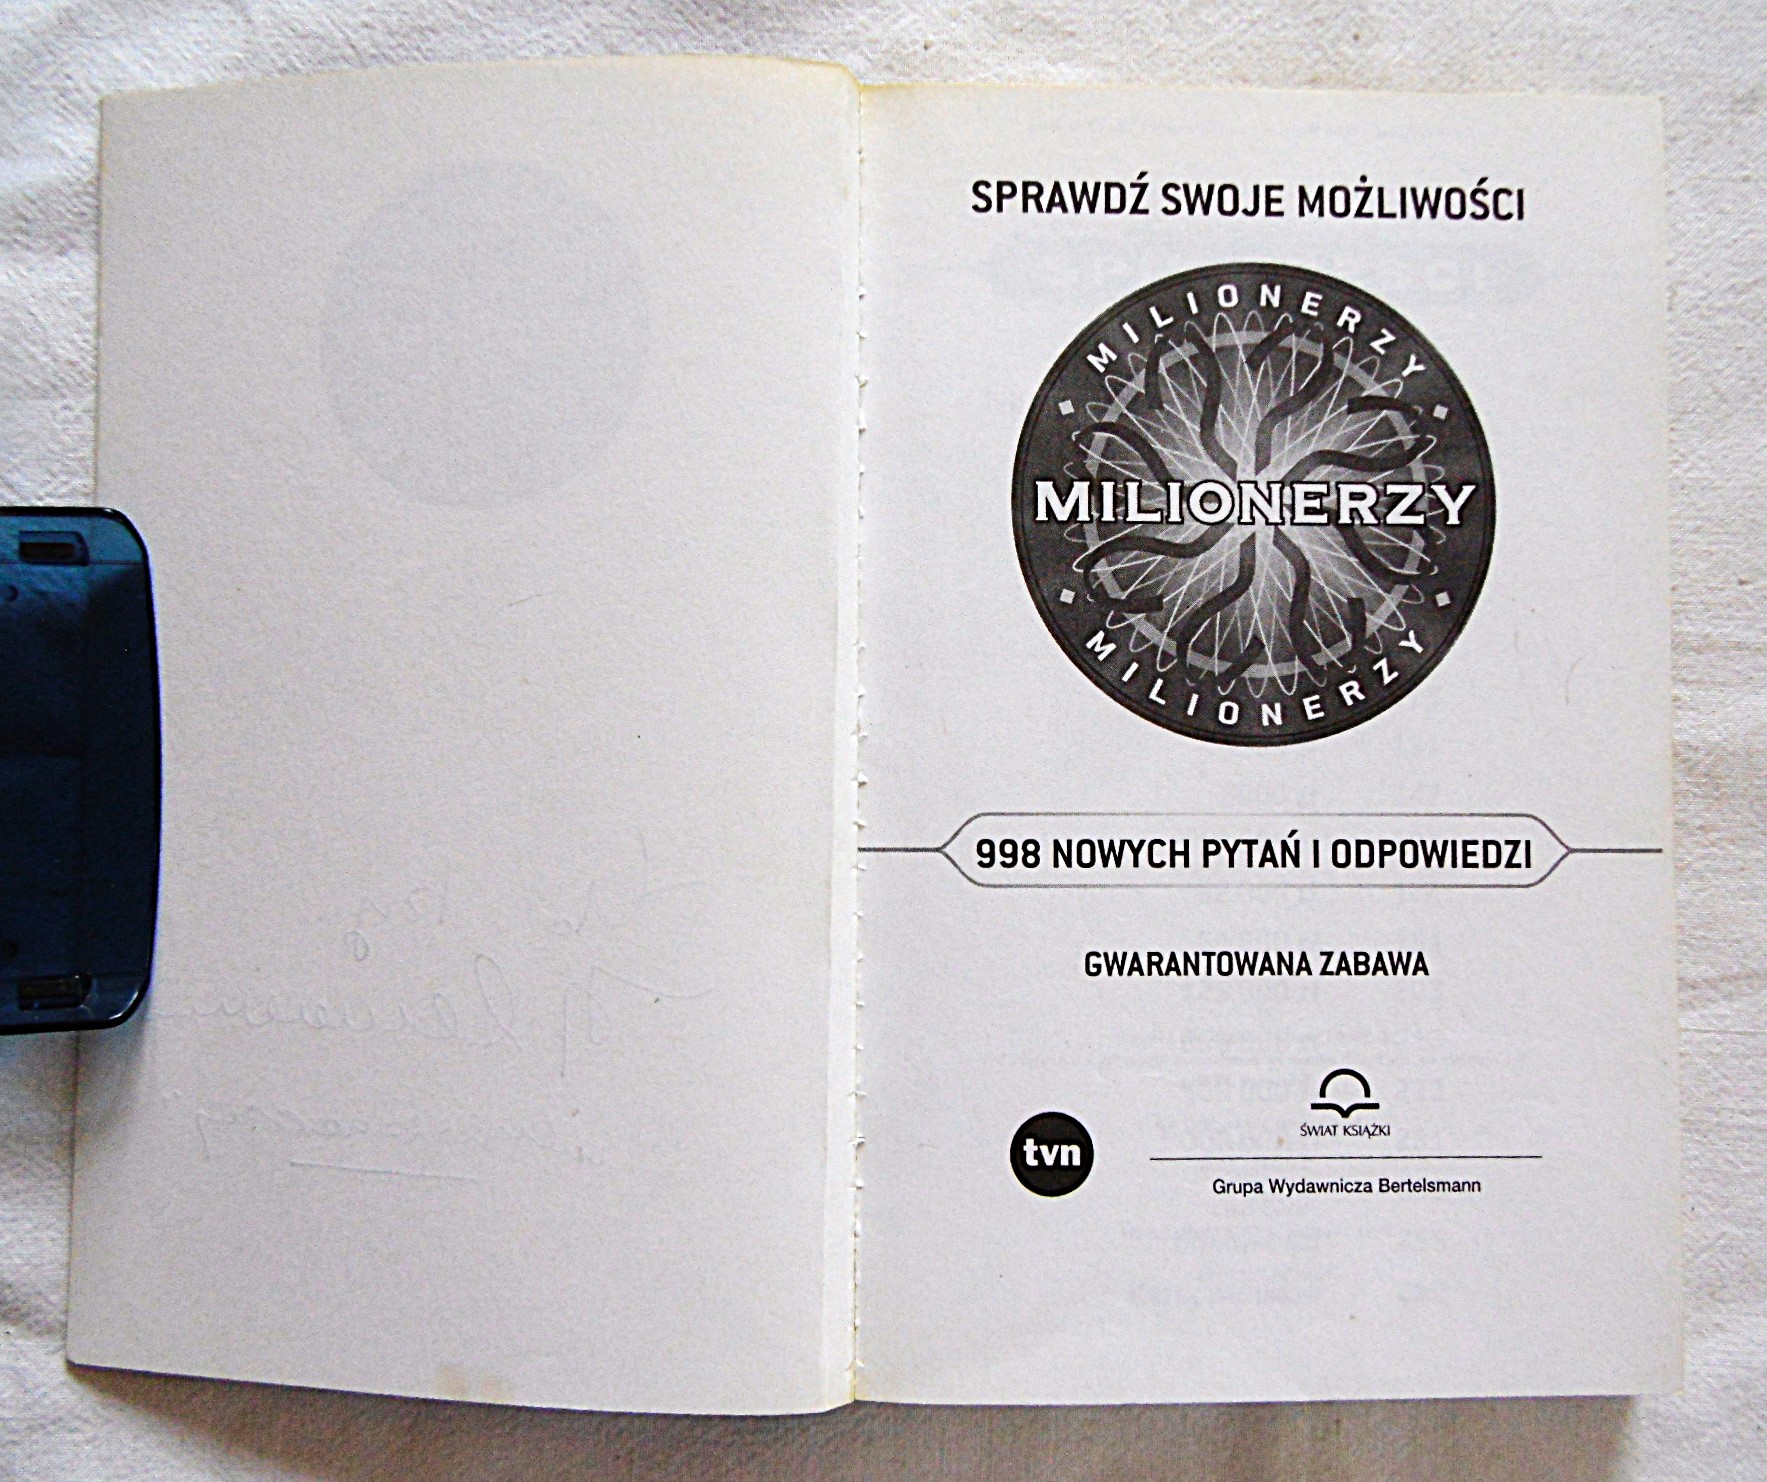 SPRAWDŹ SWOJE MOŻLIWOŚCI
MILIONERZY
MILIONERZY
MILIONERZY
998 NOWYCH PYTAŃ I ODPOWIEDZI
GWARANTOWANA ZABAWA
tvn
ŚWIAT KSIĄŻKI
Grupa Wydawnicza Bertelsmann